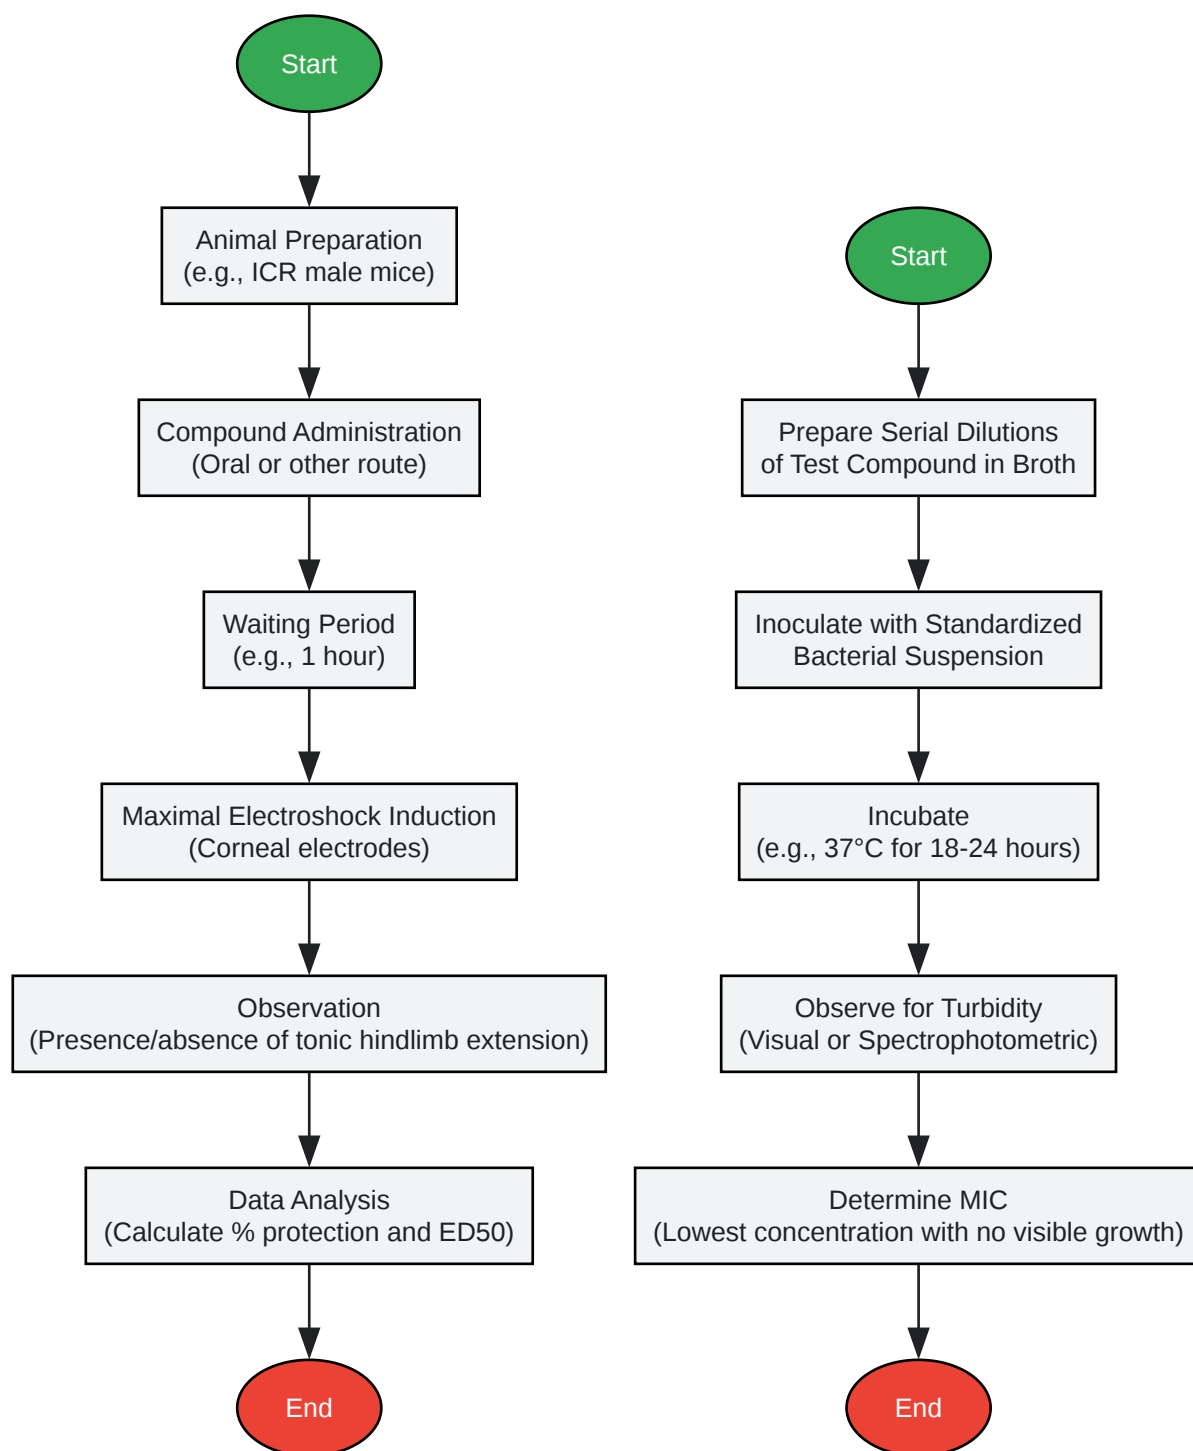 Start
Animal Preparation
(e.g., ICR male mice)
Compound Administration
(Oral or other route)
Waiting Period
(e.g., 1 hour)
Maximal Electroshock Induction
(Corneal electrodes)
Observation
(Presence/absence of tonic hindlimb extension)
Data Analysis
(Calculate % protection and ED50)
End
Start
Prepare Serial Dilutions
of Test Compound in Broth
Inoculate with Standardized
Bacterial Suspension
Incubate
(e.g., 37°C for 18-24 hours)
Observe for Turbidity
(Visual or Spectrophotometric)
Determine MIC
(Lowest concentration with no visible growth)
End